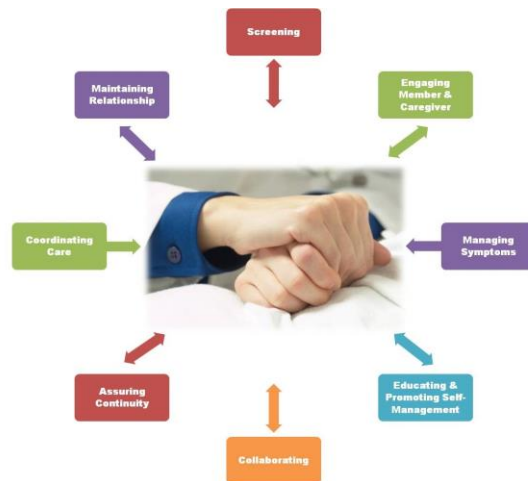 Screening
Engaging
Member &
Caregiver
Managing
Symptoms
Educating &
Promoting Self-
Management
Collaborating
Assuring
Continuity
Coordinating
Care
Maintaining
Relationship